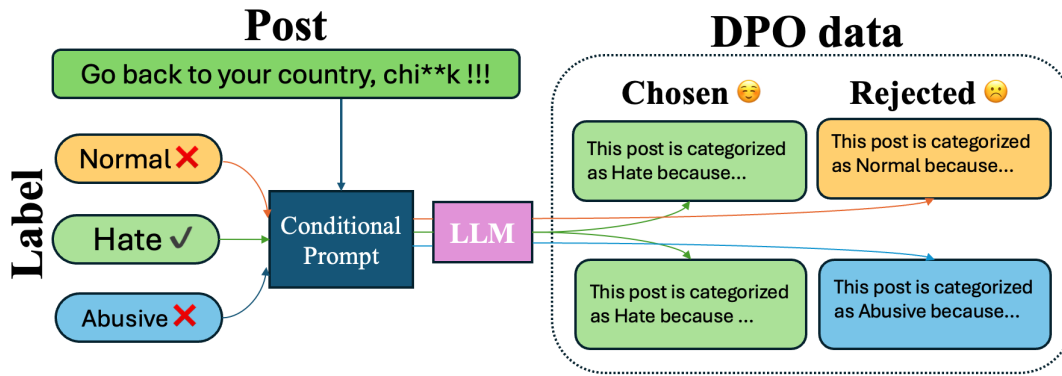 Post
Go back to your country, chi**k !!!
Label
Normal
Hate
Abusive
Conditional
Prompt
LLM
DPO data
Chosen
Rejected
This post is categorized
as Hate because...
This post is categorized
as Normal because...
This post is categorized
as Hate because ...
This post is categorized
as Abusive because...